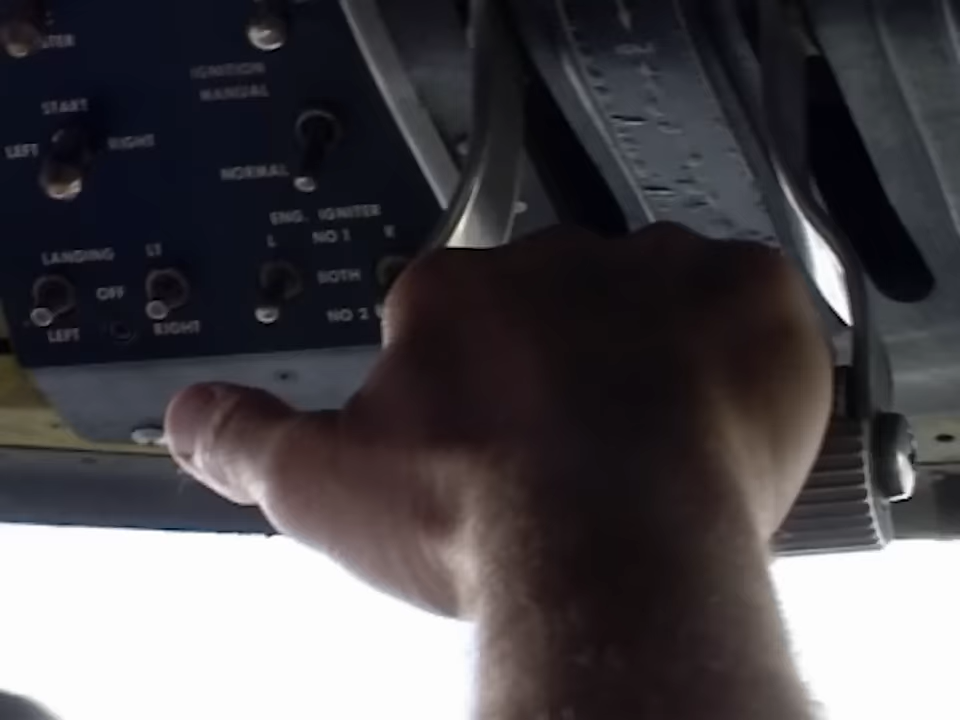 IGNITION
MANUAL
START
LEFT RIGHT
NORMAL
ENG. IGNITER
L NO 1 R
LANDING LT
OFF
BOTH
LEFT RIGHT
NO 2